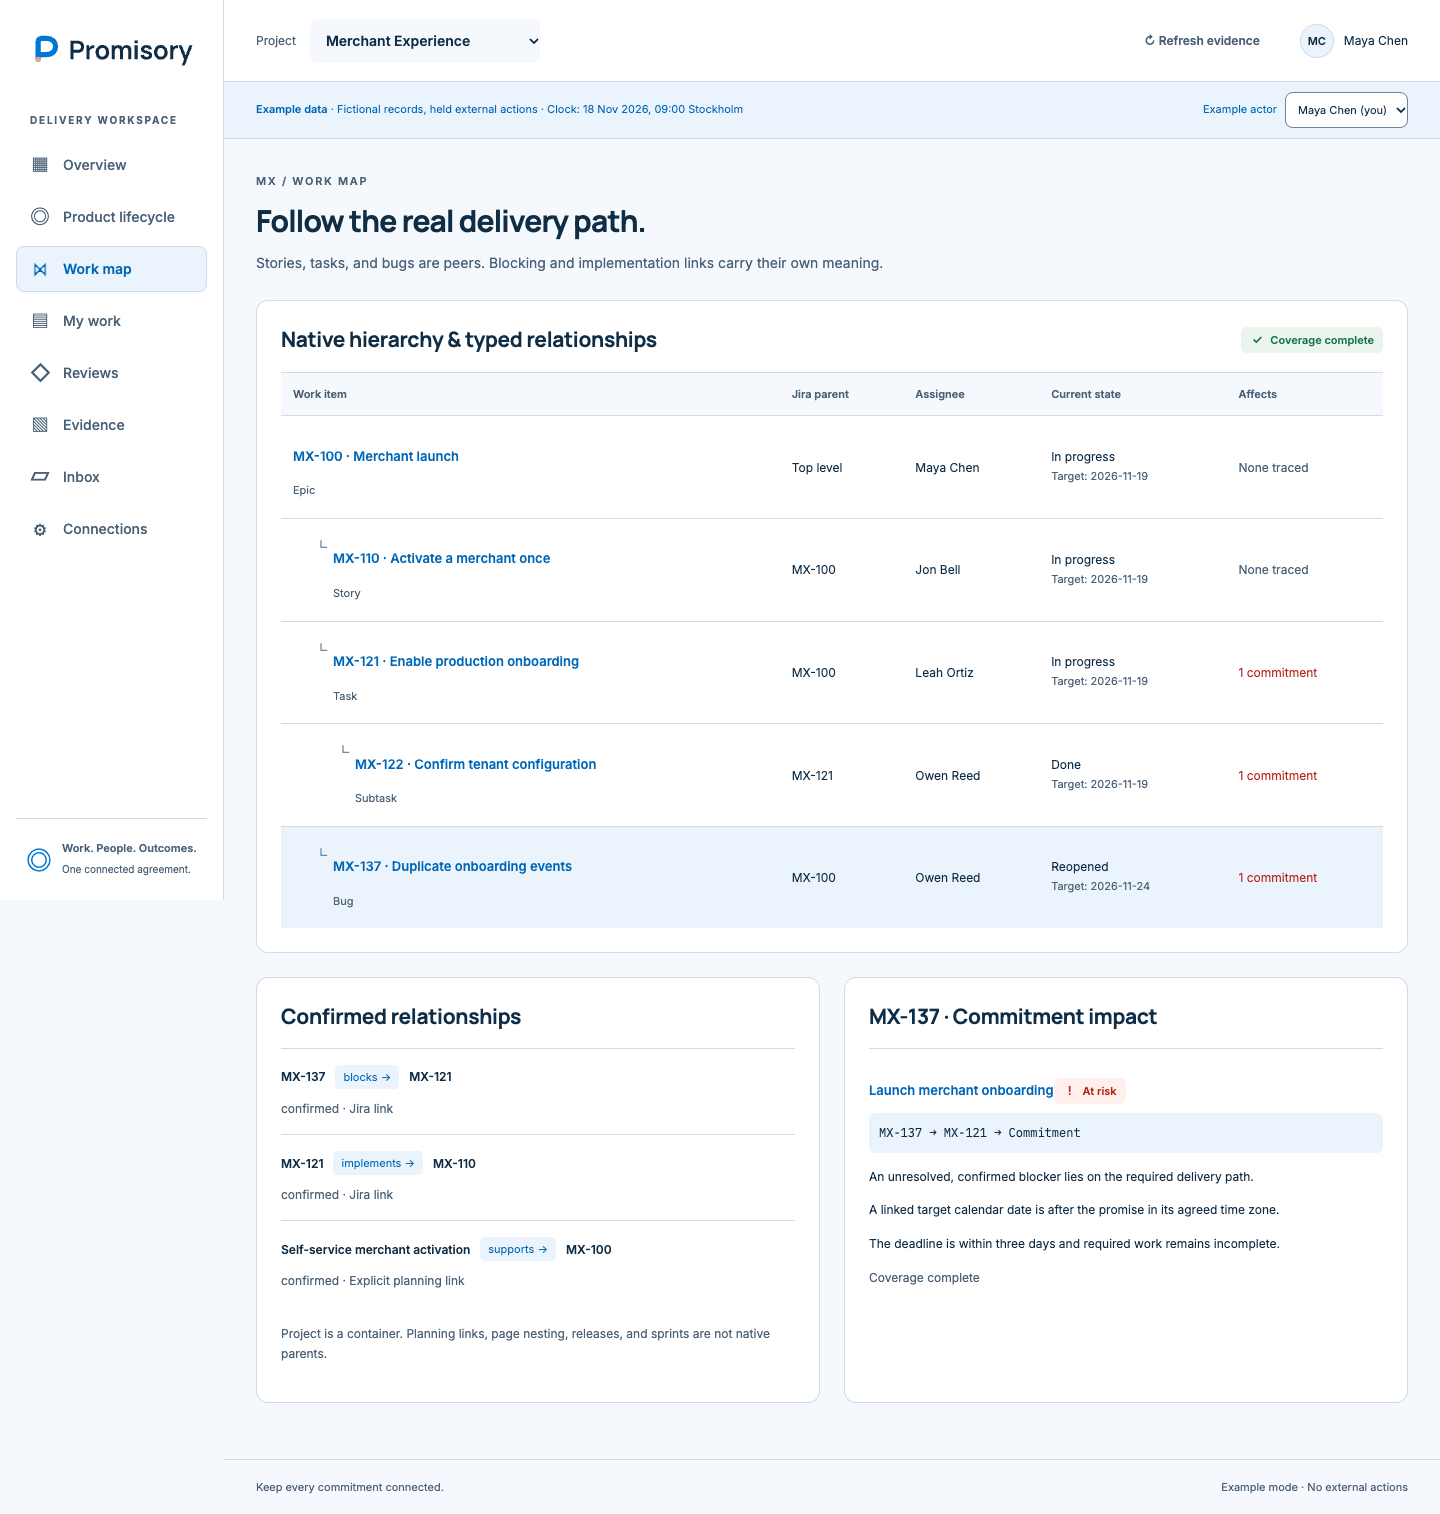 Promisory
DELIVERY WORKSPACE
Overview
Product lifecycle
Work map
My work
Reviews
Evidence
Inbox
Connections
Work. People. Outcomes.
One connected agreement.
Project
Merchant Experience
↻ Refresh evidence
MC
Maya Chen
Example data · Fictional records, held external actions · Clock: 18 Nov 2026, 09:00 Stockholm
Example actor
Maya Chen (you)
MX / WORK MAP
Follow the real delivery path.
Stories, tasks, and bugs are peers. Blocking and implementation links carry their own meaning.
Native hierarchy & typed relationships
✓ Coverage complete
Work item Jira parent Assignee Current state Affects
MX-100 · Merchant launch
Epic
Top level
Maya Chen
In progress
Target: 2026-11-19
None traced
MX-110 · Activate a merchant once
Story
MX-100
Jon Bell
In progress
Target: 2026-11-19
None traced
MX-121 · Enable production onboarding
Task
MX-100
Leah Ortiz
In progress
Target: 2026-11-19
1 commitment
MX-122 · Confirm tenant configuration
Subtask
MX-121
Owen Reed
Done
Target: 2026-11-19
1 commitment
MX-137 · Duplicate onboarding events
Bug
MX-100
Owen Reed
Reopened
Target: 2026-11-24
1 commitment
Confirmed relationships
MX-137 blocks → MX-121
confirmed · Jira link
MX-121 implements → MX-110
confirmed · Jira link
Self-service merchant activation supports → MX-100
confirmed · Explicit planning link
Project is a container. Planning links, page nesting, releases, and sprints are not native
parents.
MX-137 · Commitment impact
Launch merchant onboarding ! At risk
MX-137 → MX-121 → Commitment
An unresolved, confirmed blocker lies on the required delivery path.
A linked target calendar date is after the promise in its agreed time zone.
The deadline is within three days and required work remains incomplete.
Coverage complete
Keep every commitment connected.
Example mode · No external actions